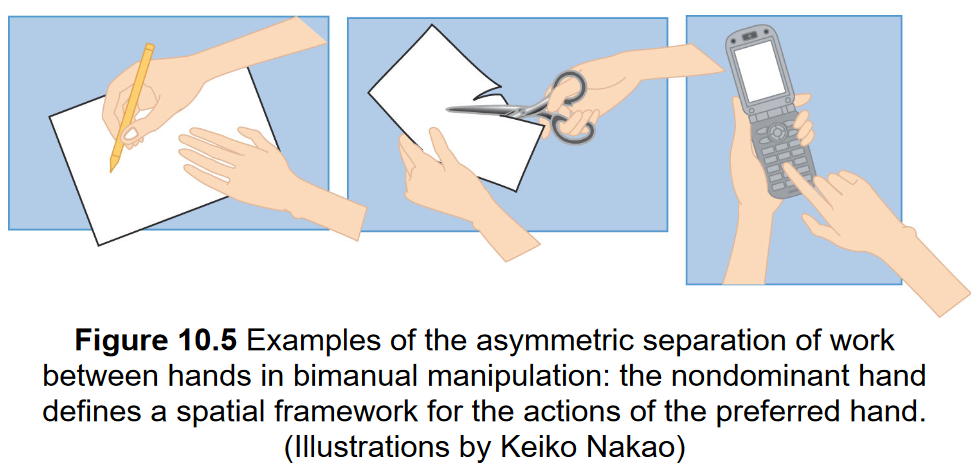 Figure 10.5 Examples of the asymmetric separation of work
between hands in bimanual manipulation: the nondominant hand
defines a spatial framework for the actions of the preferred hand.
(Illustrations by Keiko Nakao)